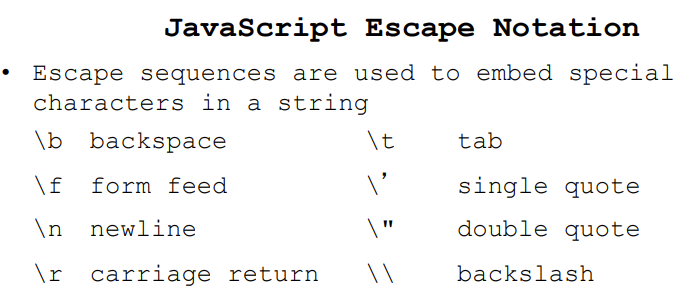 JavaScript Escape Notation
• Escape sequences are used to embed special
characters in a string
\b backspace \t tab
\f form feed \’ single quote
\n newline \" double quote
\r carriage return \\ backslash